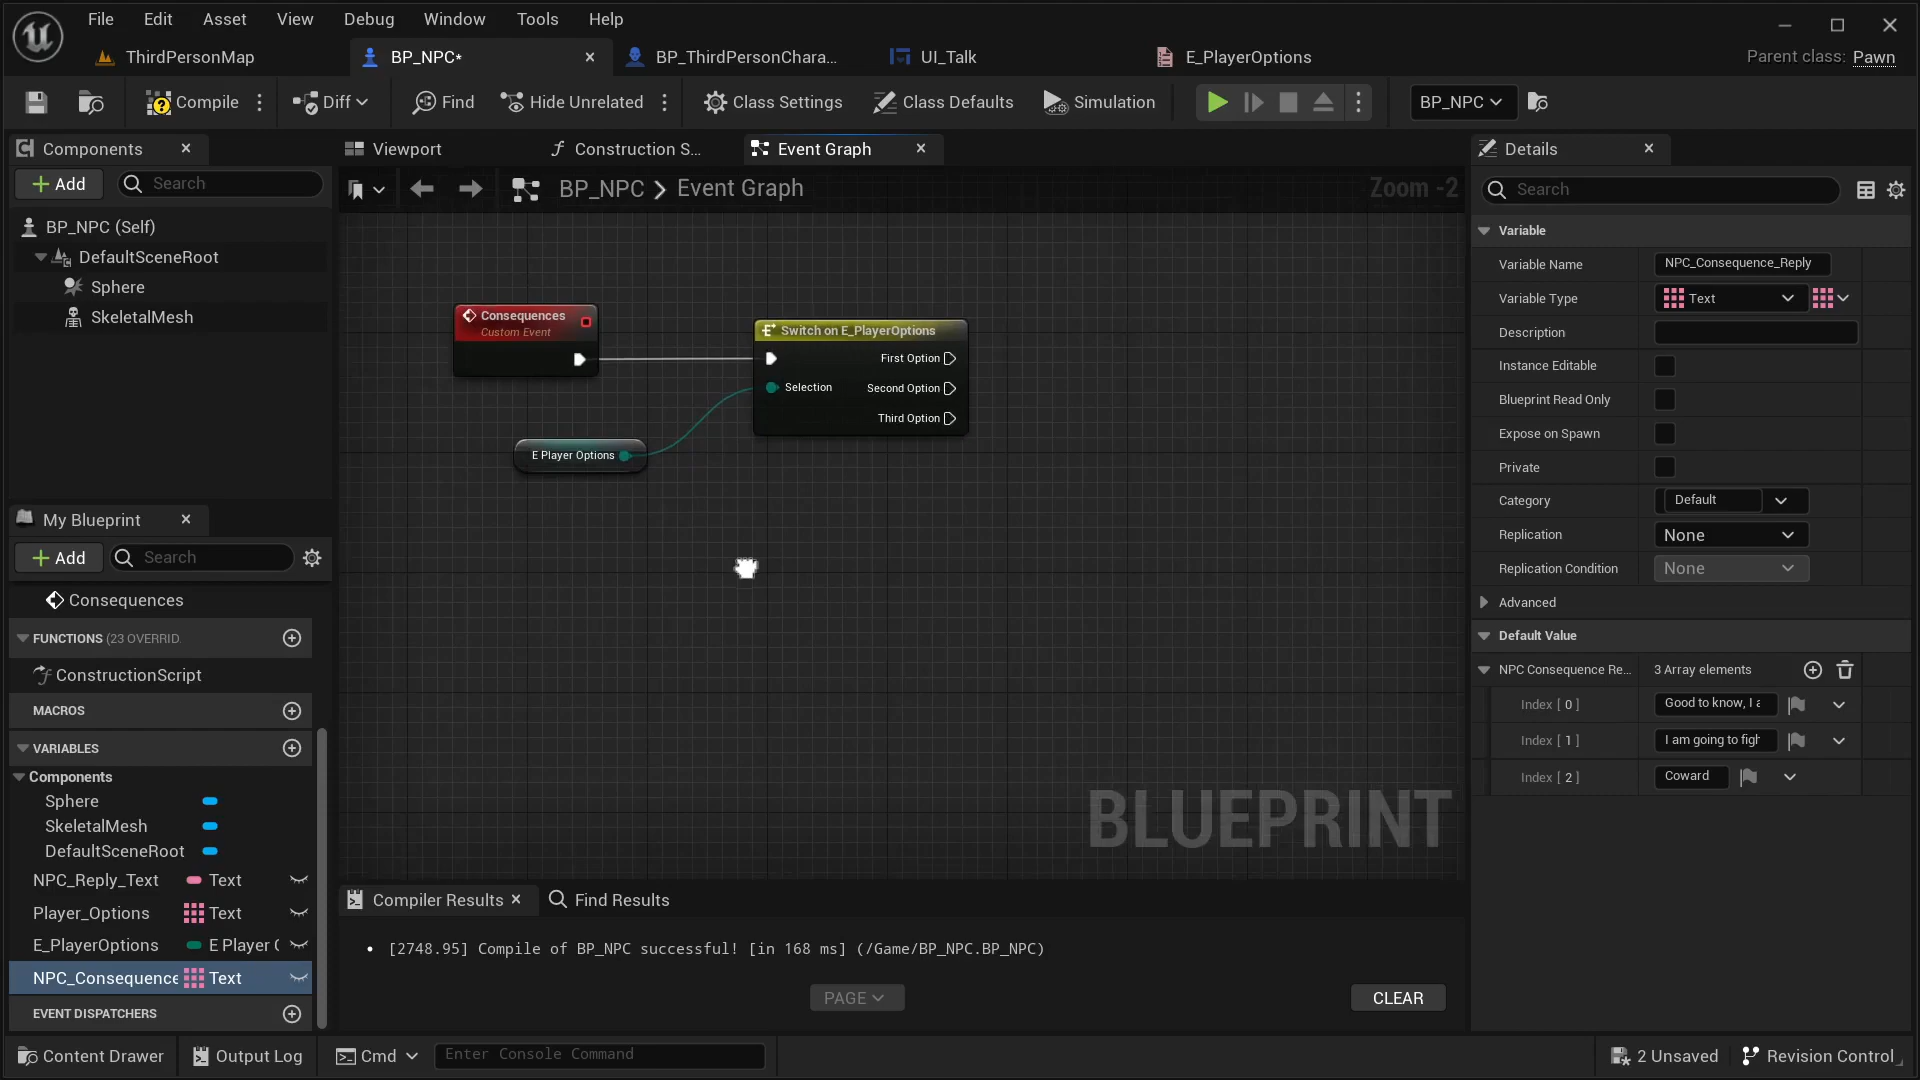 File Edit Asset View Debug Window Tools Help
ThirdPersonMap BP_NPC* BP_ThirdPersonChara... UI_Talk E_PlayerOptions Parent class: Pawn
Compile Diff Find Hide Unrelated Class Settings Class Defaults Simulation BP_NPC
Components
Add Search
BP_NPC (Self)
DefaultSceneRoot
Sphere
SkeletalMesh
My Blueprint
Add Search
Consequences
FUNCTIONS (23 OVERRID
ConstructionScript
MACROS
VARIABLES
Components
Sphere
SkeletalMesh
DefaultSceneRoot
NPC_Reply_Text Text
Player_Options Text
E_PlayerOptions E Player
NPC_Consequence Text
EVENT DISPATCHERS
Viewport Construction S... Event Graph
BP_NPC > Event Graph Zoom -2
Consequences
Custom Event
Switch on E_PlayerOptions
First Option
Selection Second Option
Third Option
E Player Options
BLUEPRINT
Compiler Results Find Results
• [2748.95] Compile of BP_NPC successful! [in 168 ms] (/Game/BP_NPC.BP_NPC)
PAGE CLEAR
Details
Search
Variable
Variable Name NPC_Consequence_Reply
Variable Type Text
Description
Instance Editable
Blueprint Read Only
Expose on Spawn
Private
Category Default
Replication None
Replication Condition None
Advanced
Default Value
NPC Consequence Re... 3 Array elements
Index [ 0 ] Good to know, I
Index [ 1 ] I am going to figh
Index [ 2 ] Coward
Content Drawer Output Log Cmd Enter Console Command 2 Unsaved Revision Control